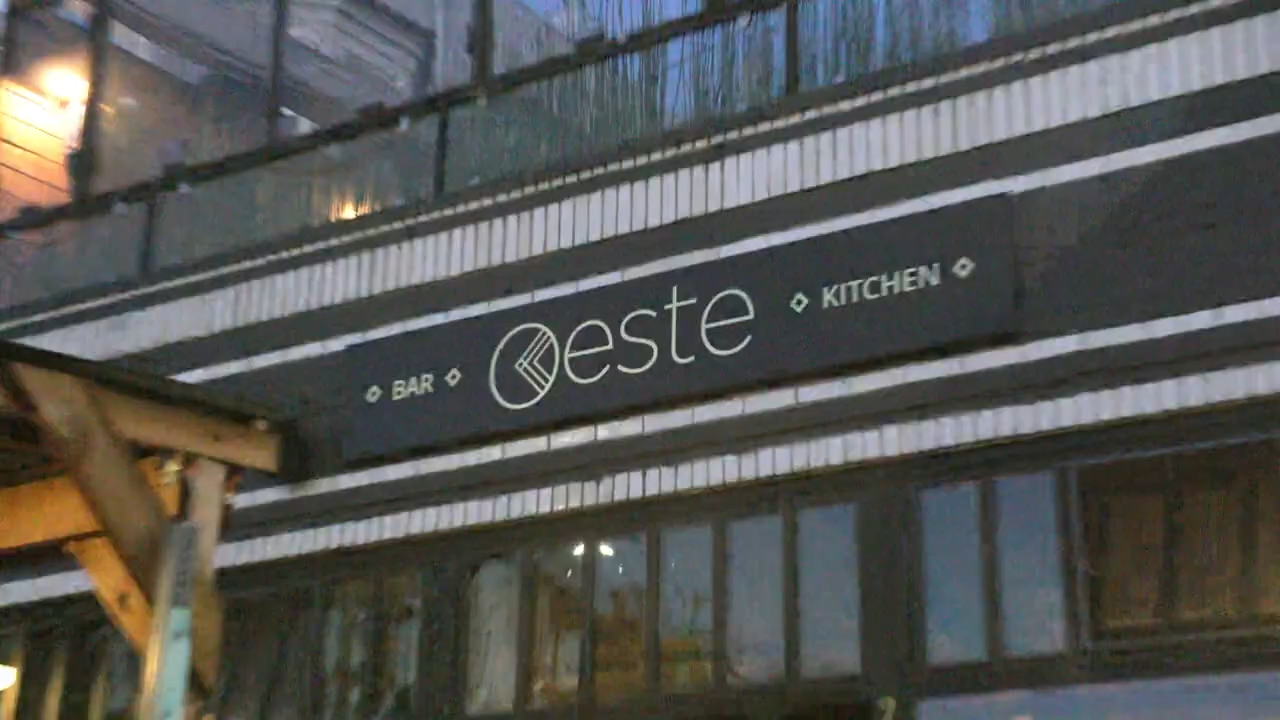 ◇ BAR ◇ Oeste ◇ KITCHEN ◇